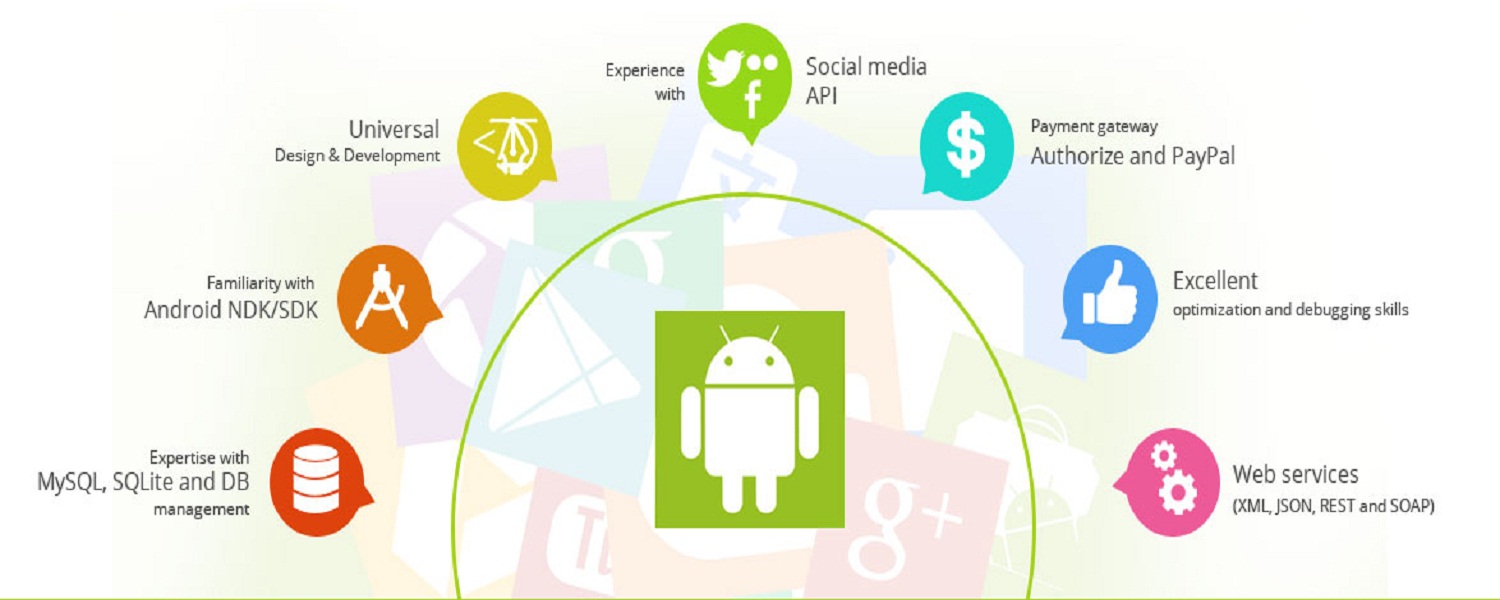 Experience
with
Social media
API
Universal
Design & Development
Payment gateway
Authorize and PayPal
Familiarity with
Android NDK/SDK
Excellent
optimization and debugging skills
Expertise with
MySQL, SQLite and DB
management
Web services
(XML, JSON, REST and SOAP)
g
g+